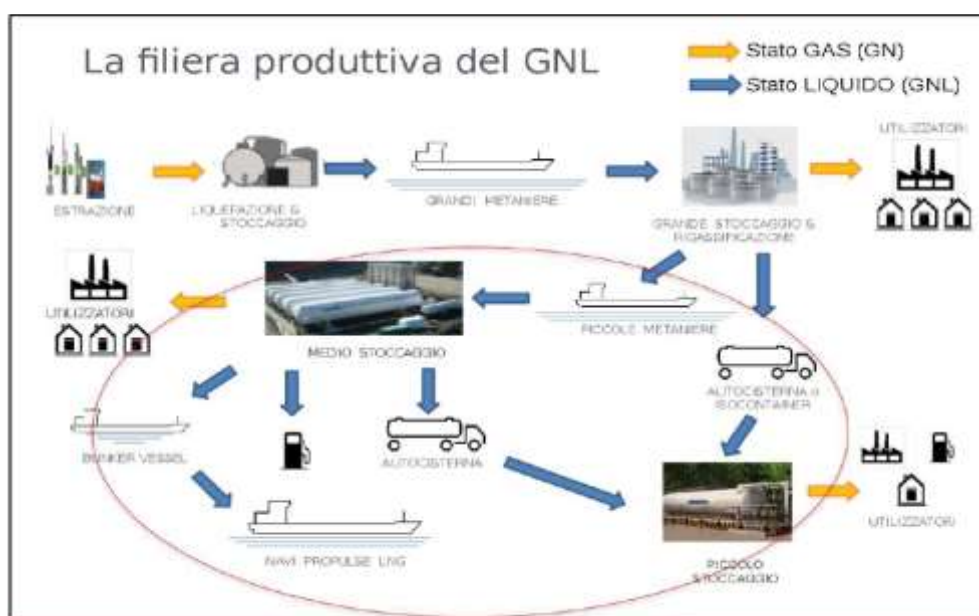 La filiera produttiva del GNL
Stato GAS (GN)
Stato LIQUIDO (GNL)
UTILIZZATORI
ESTRAZIONE
LIQUEFAZIONE &
STOCCAGGIO
GRANDI METANIERE
GRANDE STOCCAGGIO &
RIGASSIFICAZIONE
UTILIZZATORI
PICCOLE METANIERE
MEDIO STOCCAGGIO
AUTOCISTERNA o
ISOCONTAINER
BUNKER VESSEL
AUTOCISTERNA
NAVI PROPULSE LNG
PICCOLO
STOCCAGGIO
UTILIZZATORI